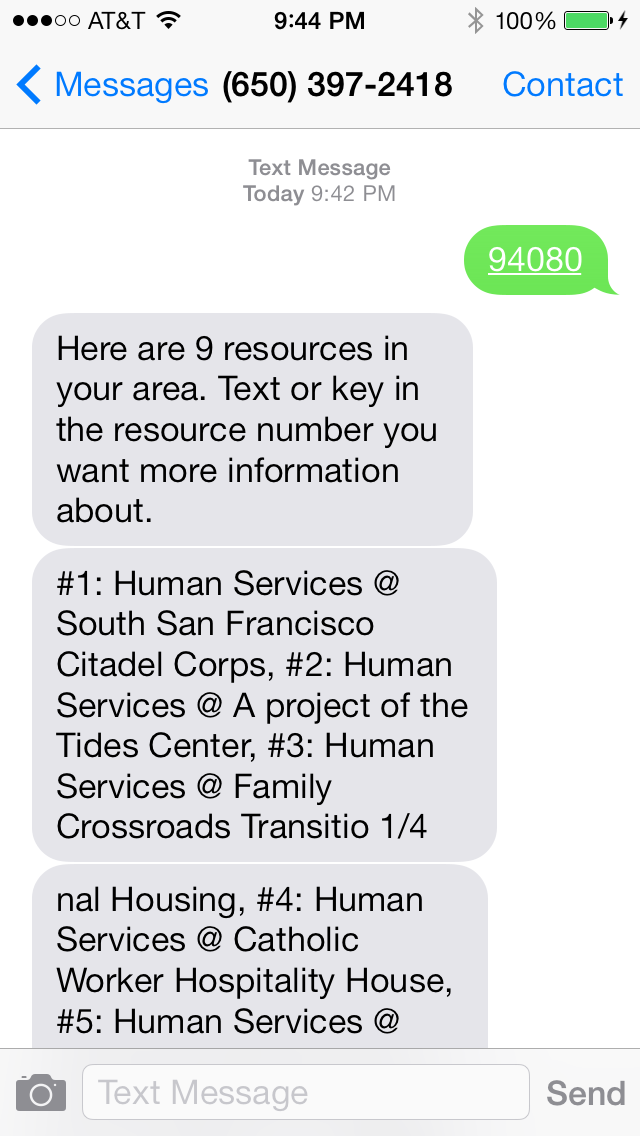 AT&T 9:44 PM 100%
Messages (650) 397-2418 Contact
Text Message
Today 9:42 PM
94080
Here are 9 resources in
your area. Text or key in
the resource number you
want more information
about.
#1: Human Services @
South San Francisco
Citadel Corps, #2: Human
Services @ A project of the
Tides Center, #3: Human
Services @ Family
Crossroads Transitio 1/4
nal Housing, #4: Human
Services @ Catholic
Worker Hospitality House,
#5: Human Services @
Text Message Send